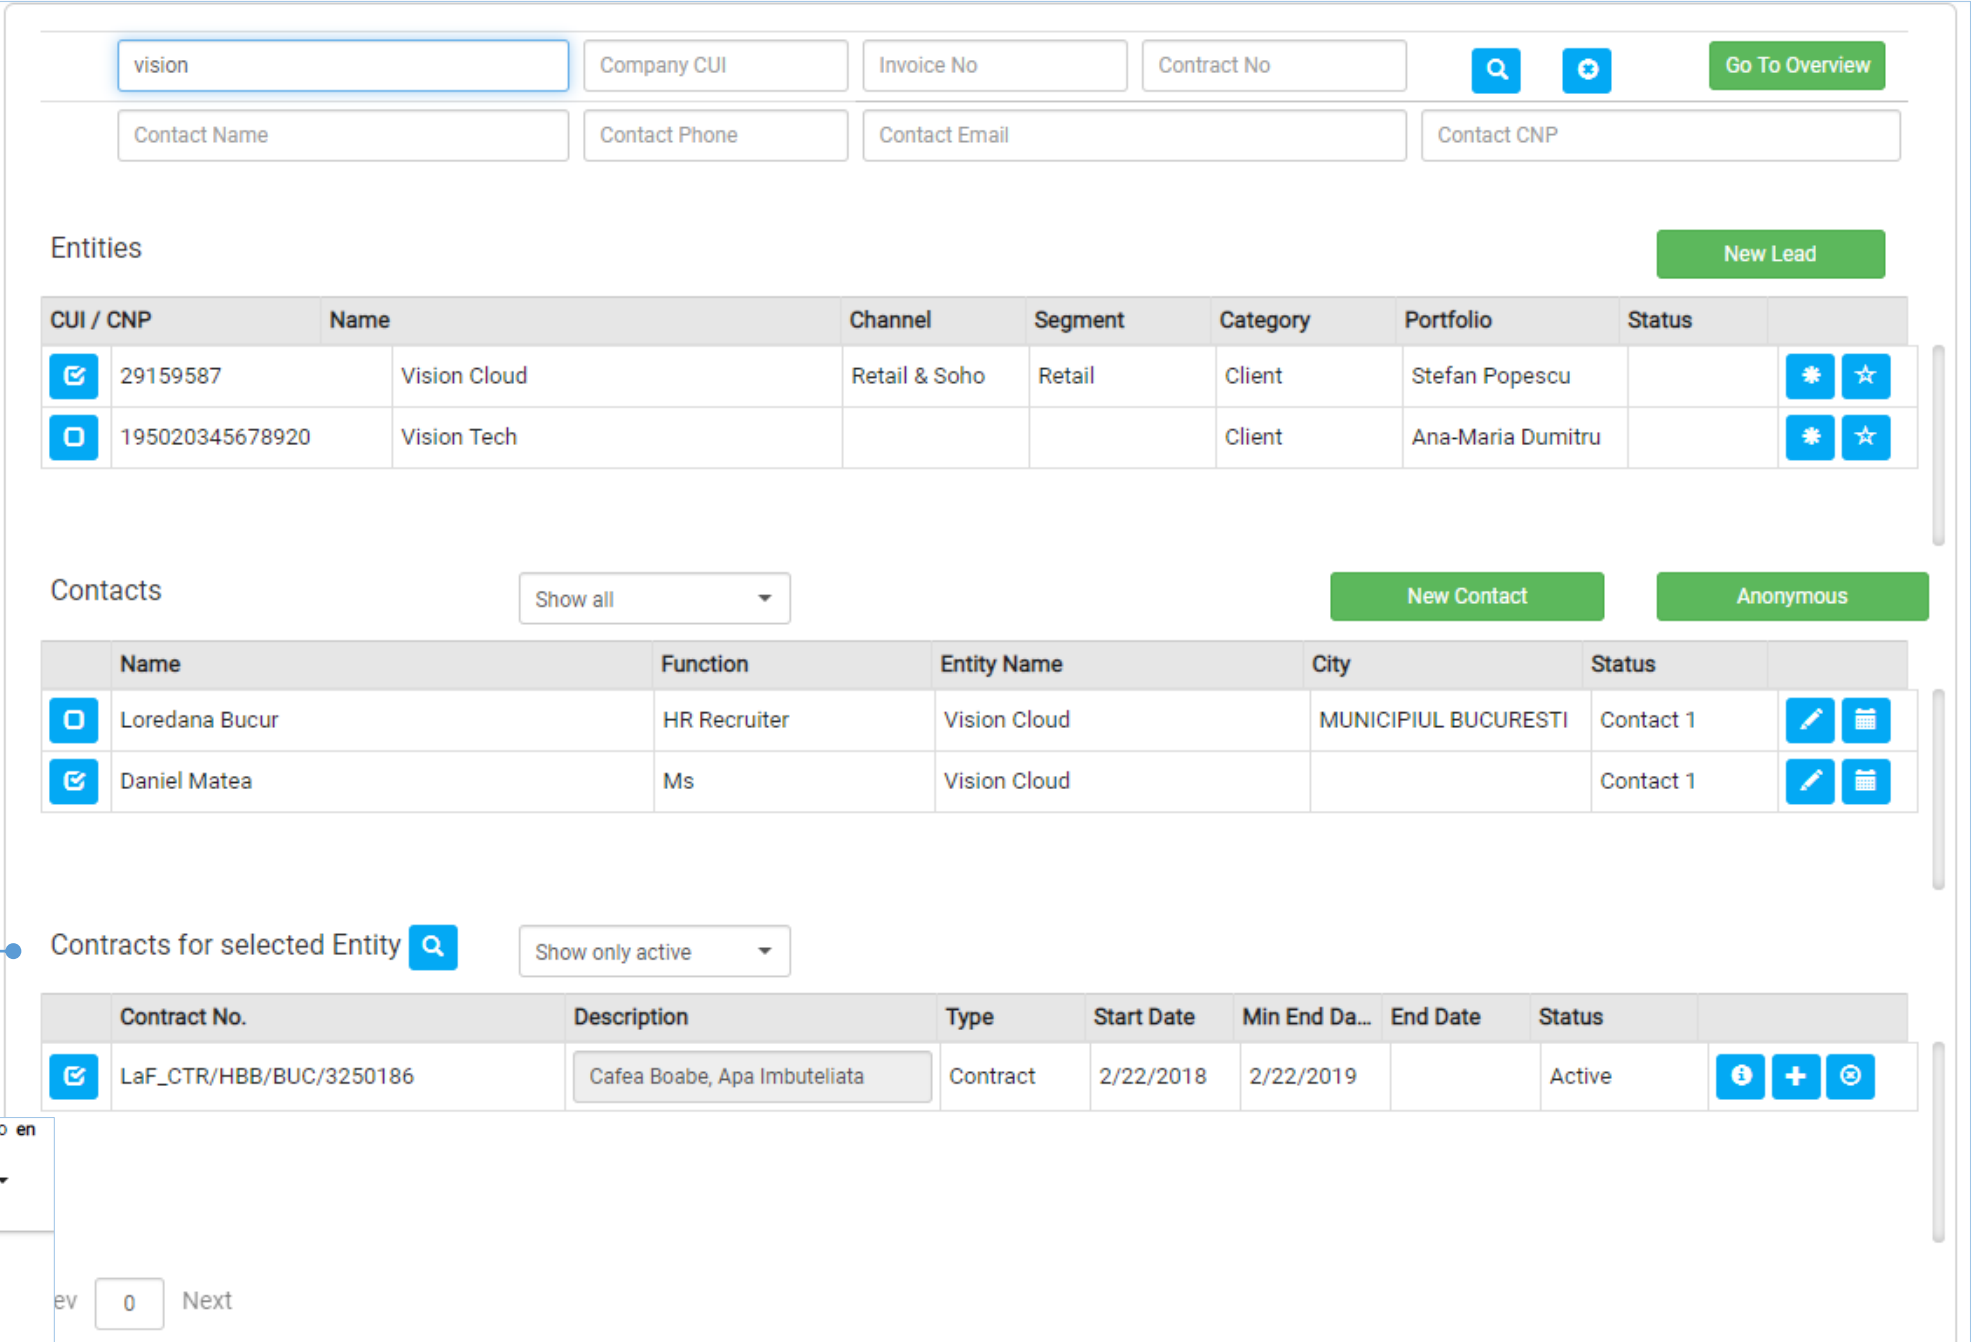 vision Company CUI Invoice No Contract No Go To Overview
Contact Name Contact Phone Contact Email Contact CNP
Entities New Lead
CUI / CNP Name Channel Segment Category Portfolio Status
29159587 Vision Cloud Retail & Soho Retail Client Stefan Popescu
195020345678920 Vision Tech Client Ana-Maria Dumitru
Contacts Show all New Contact Anonymous
Name Function Entity Name City Status
Loredana Bucur HR Recruiter Vision Cloud MUNICIPIUL BUCURESTI Contact 1
Daniel Matea Ms Vision Cloud Contact 1
Contracts for selected Entity Show only active
Contract No. Description Type Start Date Min End Da... End Date Status
LaF_CTR/HBB/BUC/3250186 Cafea Boabe, Apa Imbuteliata Contract 2/22/2018 2/22/2019 Active
en
ev 0 Next